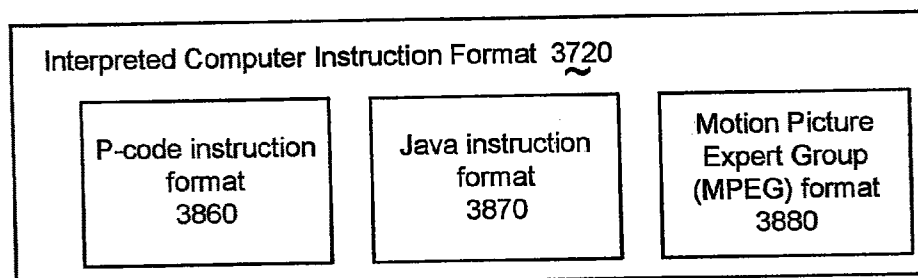 Interpreted Computer Instruction Format 3720
P-code instruction
format
3860
Java instruction
format
3870
Motion Picture
Expert Group
(MPEG) format
3880